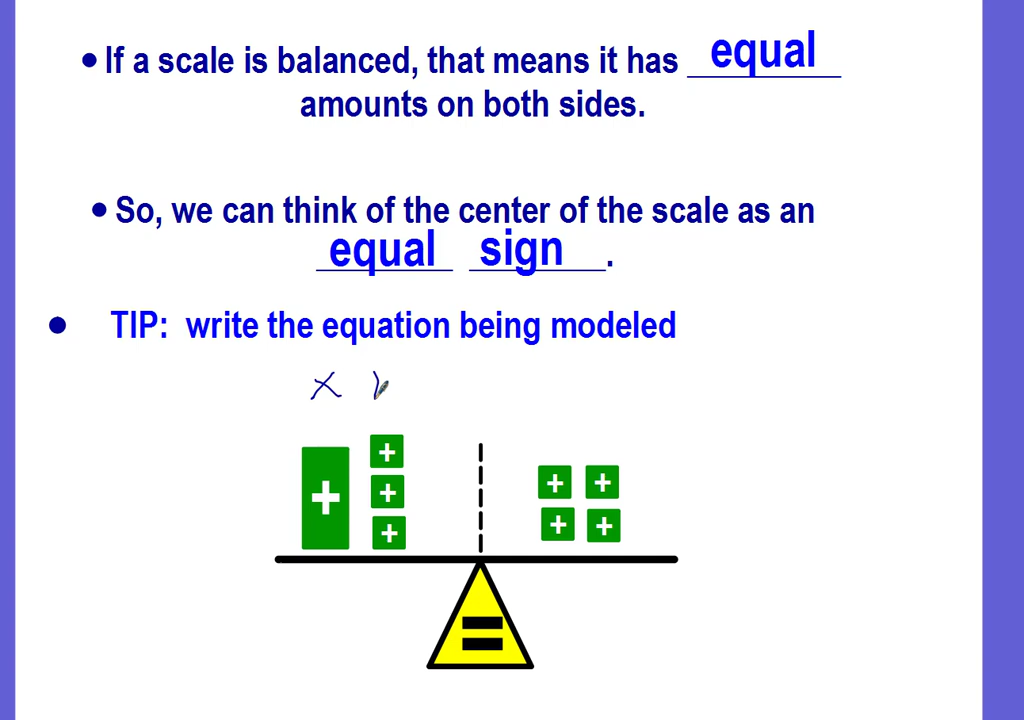 • If a scale is balanced, that means it has equal
amounts on both sides.
• So, we can think of the center of the scale as an
equal sign.
• TIP: write the equation being modeled
x
+
+ + +
+ +
+ + +
=